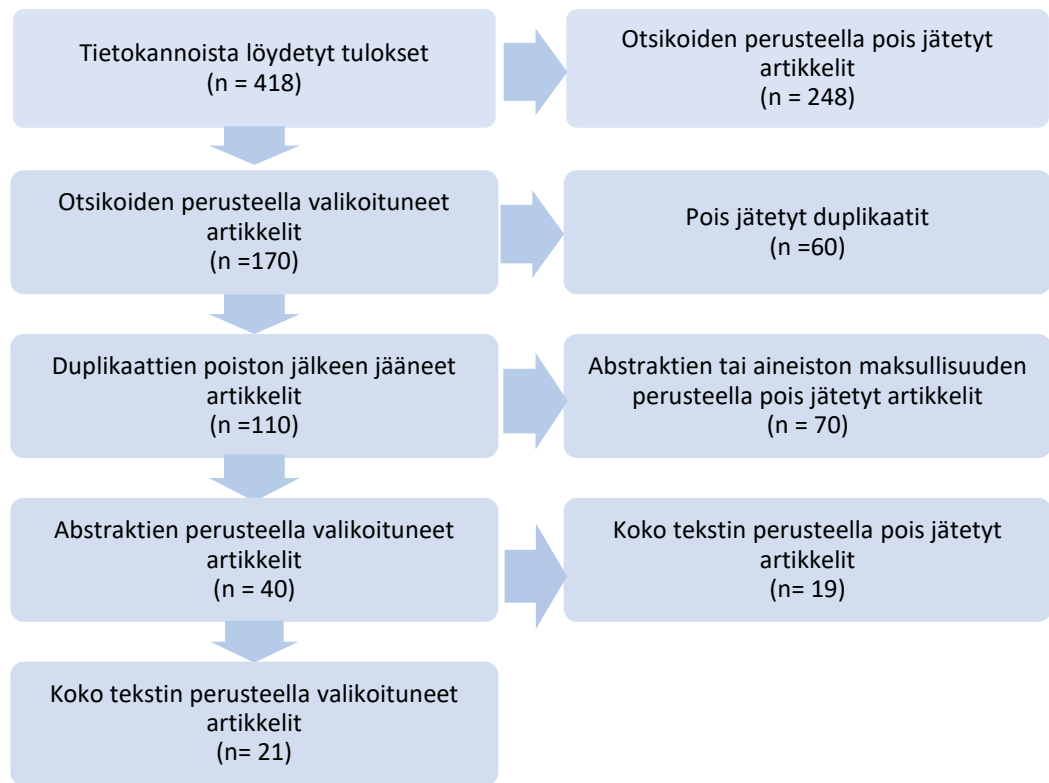 Tietokannoista löydetyt tulokset
(n = 418)
Otsikoiden perusteella pois jätetyt
artikkelit
(n = 248)
Otsikoiden perusteella valikoituneet
artikkelit
(n =170)
Pois jätetyt duplikaatit
(n =60)
Duplikaattien poiston jälkeen jääneet
artikkelit
(n =110)
Abstraktien tai aineiston maksullisuuden
perusteella pois jätetyt artikkelit
(n = 70)
Abstraktien perusteella valikoituneet
artikkelit
(n = 40)
Koko tekstin perusteella pois jätetyt
artikkelit
(n= 19)
Koko tekstin perusteella valikoituneet
artikkelit
(n= 21)